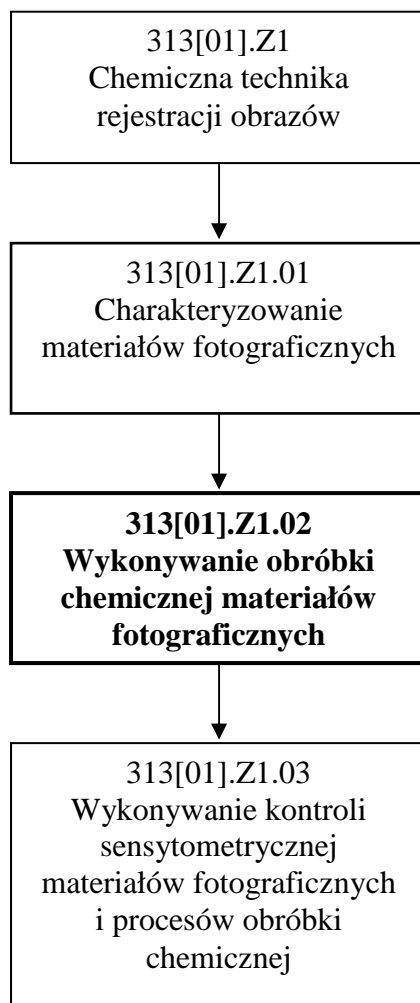 313[01].Z1
Chemiczna technika
rejestracji obrazów
313[01].Z1.01
Charakteryzowanie
materiałów fotograficznych
313[01].Z1.02
Wykonywanie obróbki
chemicznej materiałów
fotograficznych
313[01].Z1.03
Wykonywanie kontroli
sensytometrycznej
materiałów fotograficznych
i procesów obróbki
chemicznej